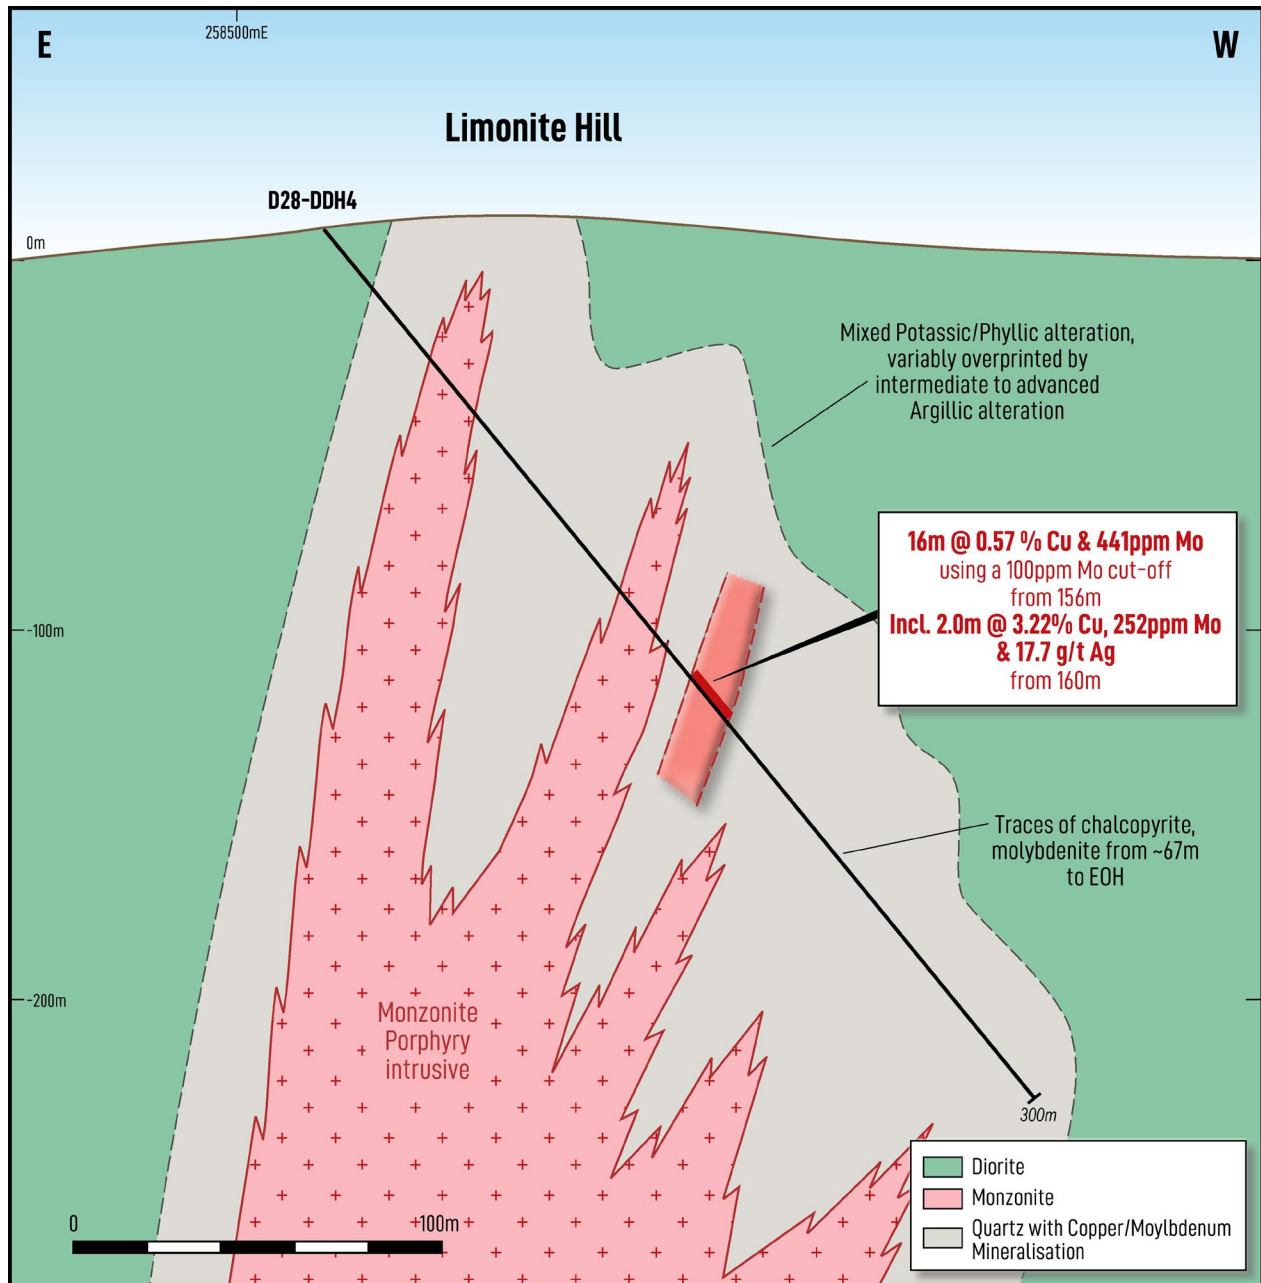 E
258500mE
W
Limonite Hill
D28-DDH4
0m
Mixed Potassic/Phyllic alteration,
variably overprinted by
intermediate to advanced
Argillic alteration
16m @ 0.57 % Cu & 441ppm Mo
using a 100ppm Mo cut-off
from 156m
Incl. 2.0m @ 3.22% Cu, 252ppm Mo
& 17.7 g/t Ag
from 160m
-100m
Traces of chalcopyrite,
molybdenite from ~67m
to EOH
-200m
Monzonite
Porphyry
intrusive
300m
0
100m
Diorite
Monzonite
Quartz with Copper/Moylbdenum
Mineralisation